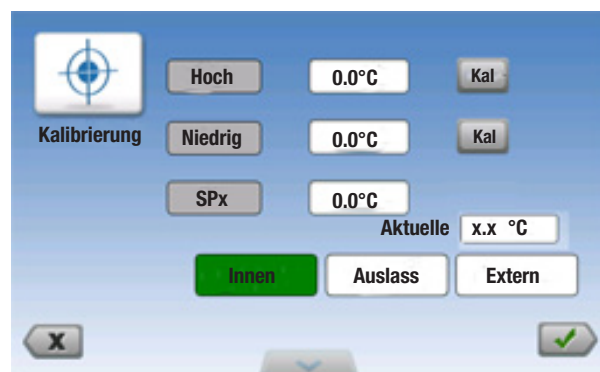 Hoch 0.0°C Kal
Kalibrierung Niedrig 0.0°C Kal
SPx 0.0°C
Aktuelle x.x °C
Innen Auslass Extern
X